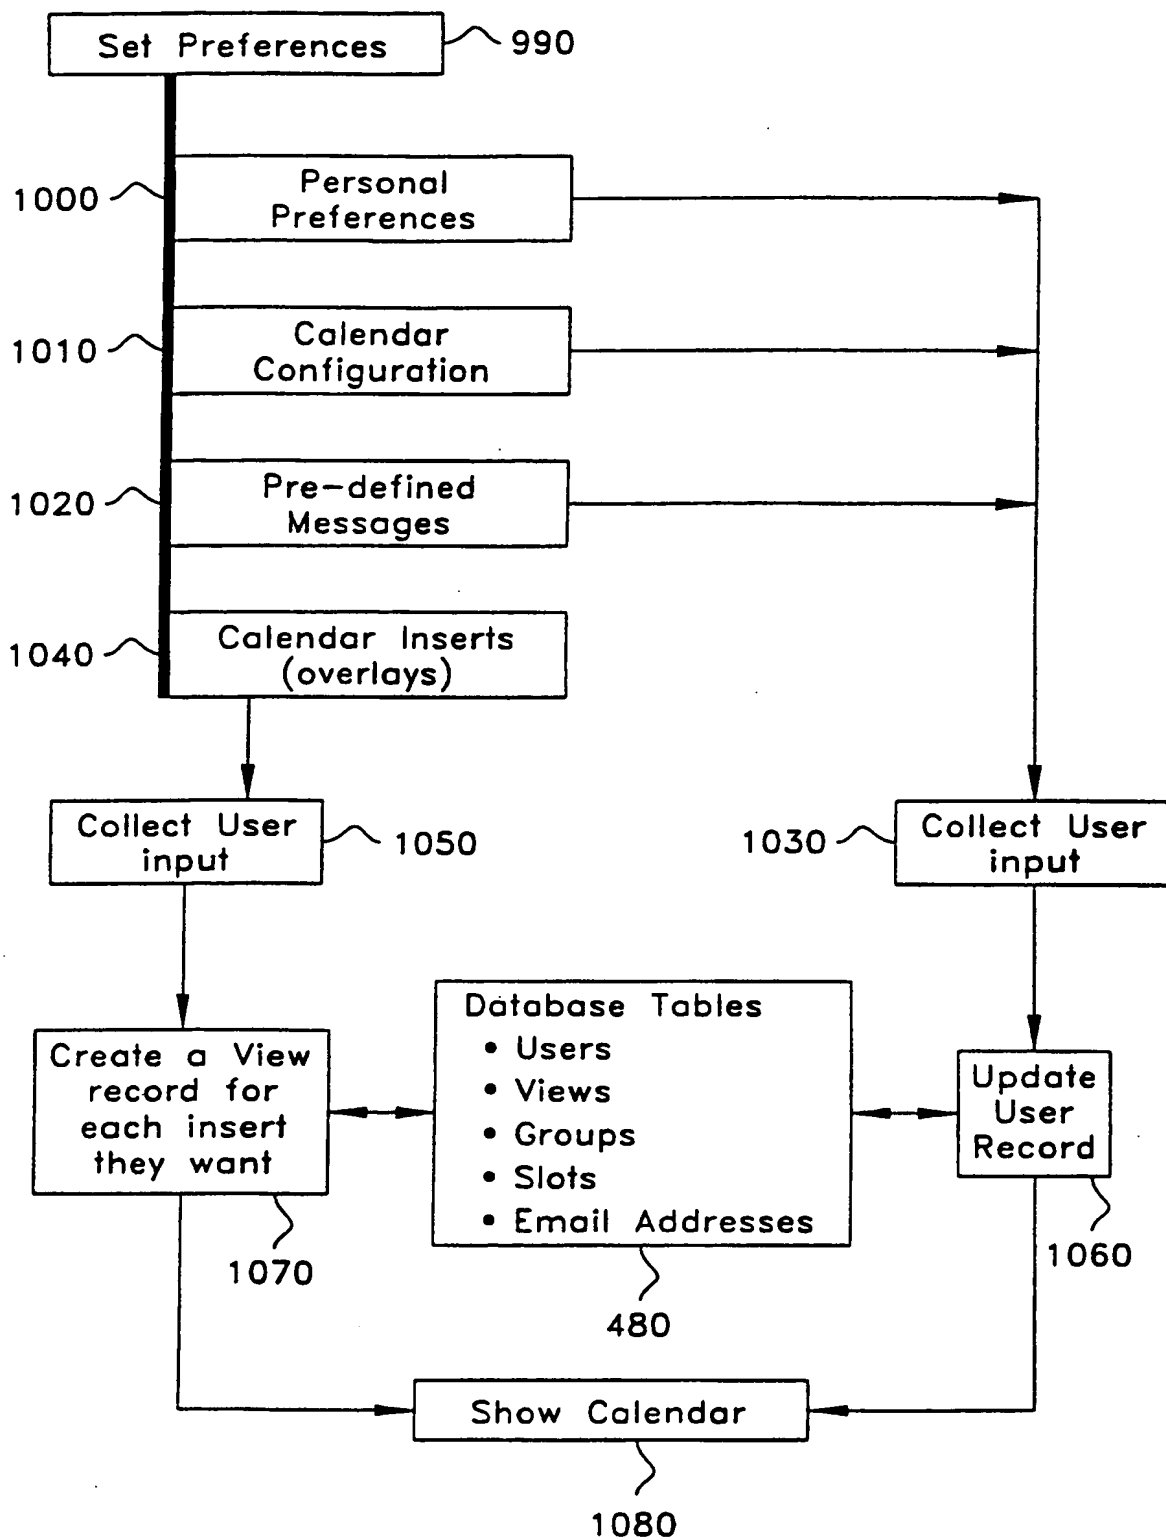 Set Preferences
990
1000
Personal
Preferences
1010
Calendar
Configuration
1020
Pre-defined
Messages
1040
Calendar Inserts
(overlays)
Collect User
input
1050
1030
Collect User
input
Create a View
record for
each insert
they want
1070
Database Tables
• Users
• Views
• Groups
• Slots
• Email Addresses
480
Update
User
Record
1060
Show Calendar
1080